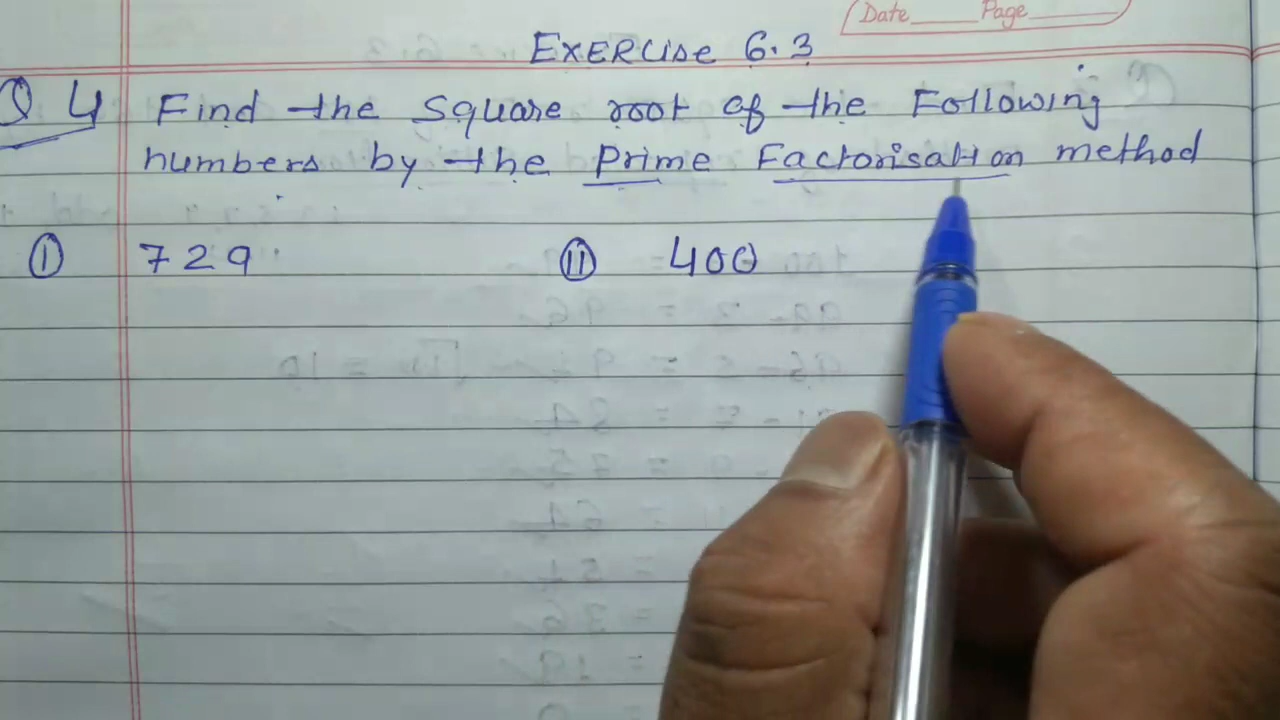 Date Page
EXERCISE 6.3
Q 4 Find the Square root of the Following
numbers by the Prime Factorisation method
(i) 729 (ii) 400